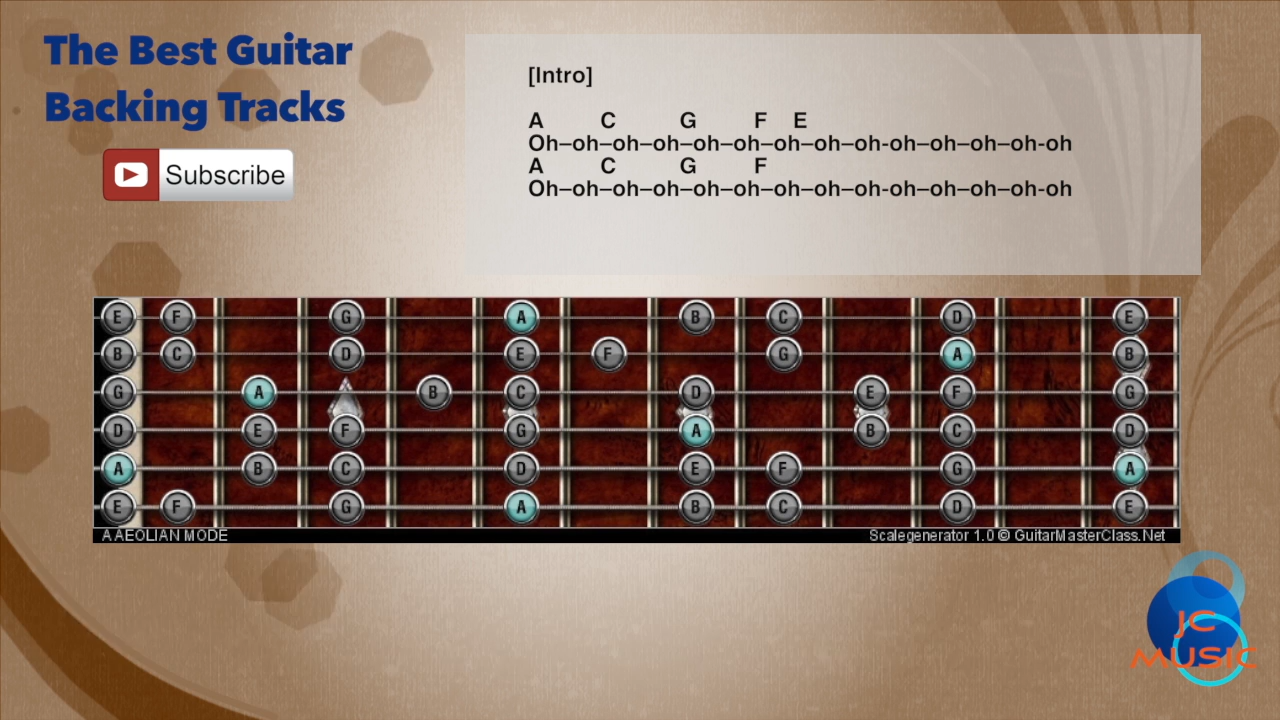 The Best Guitar
Backing Tracks
Subscribe
[Intro]
A C G F E
Oh–oh–oh–oh–oh–oh–oh–oh–oh-oh–oh–oh-oh
A C G F
Oh–oh–oh–oh–oh–oh–oh–oh–oh-oh–oh–oh-oh
E F G A B C D E
B C D E F G A B
G A B C D E F G
D E F G A B C D
A B C D E F G A
E F G A B C D E
A AEOLIAN MODE
Scalegenerator 1.0 © GuitarMasterClass.Net
JC
MUSIC